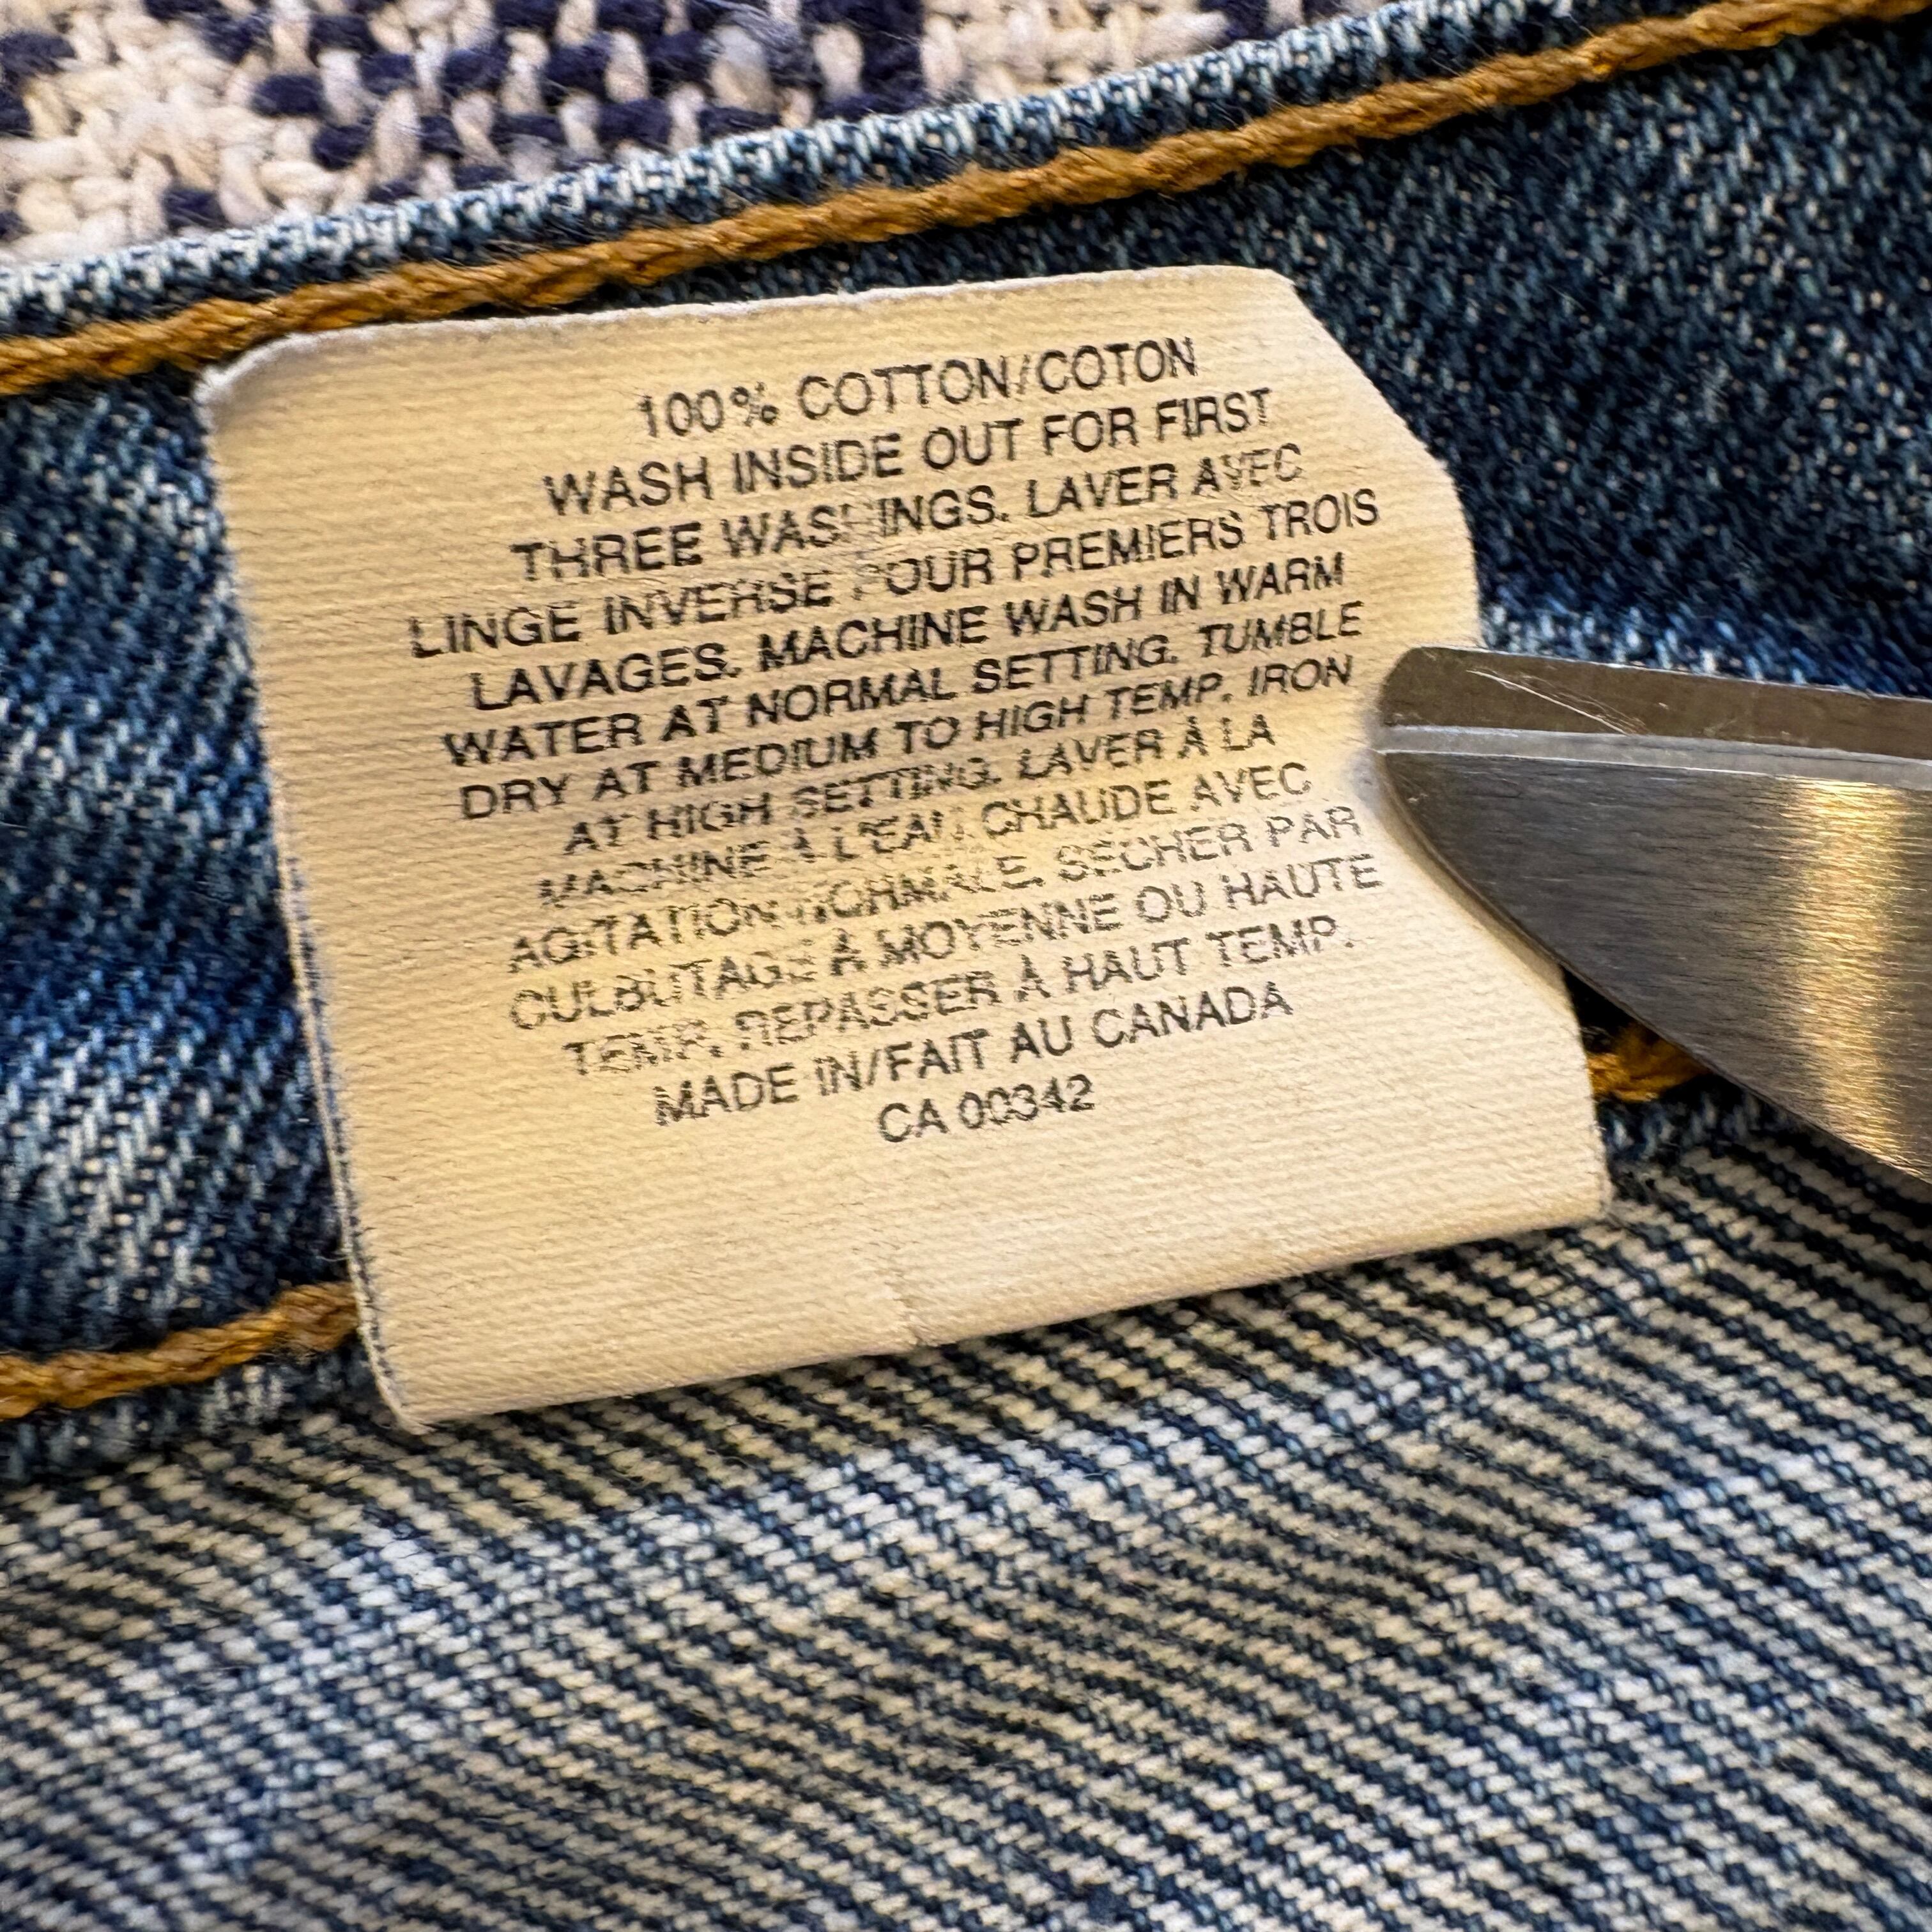 100% COTTON/COTON
WASH INSIDE OUT FOR FIRST
THREE WASHINGS. LAVER AVEC
LINGE INVERSE POUR PREMIERS TROIS
LAVAGES. MACHINE WASH IN WARM
WATER AT NORMAL SETTING. TUMBLE
DRY AT MEDIUM TO HIGH TEMP. IRON
AT HIGH SETTING. LAVER À LA
MACHINE À L'EAU CHAUDE AVEC
AGITATION NORMALE. SECHER PAR
CULBUTAGE À MOYENNE OU HAUTE
TEMP. REPASSER À HAUT TEMP.
MADE IN/FAIT AU CANADA
CA 00342